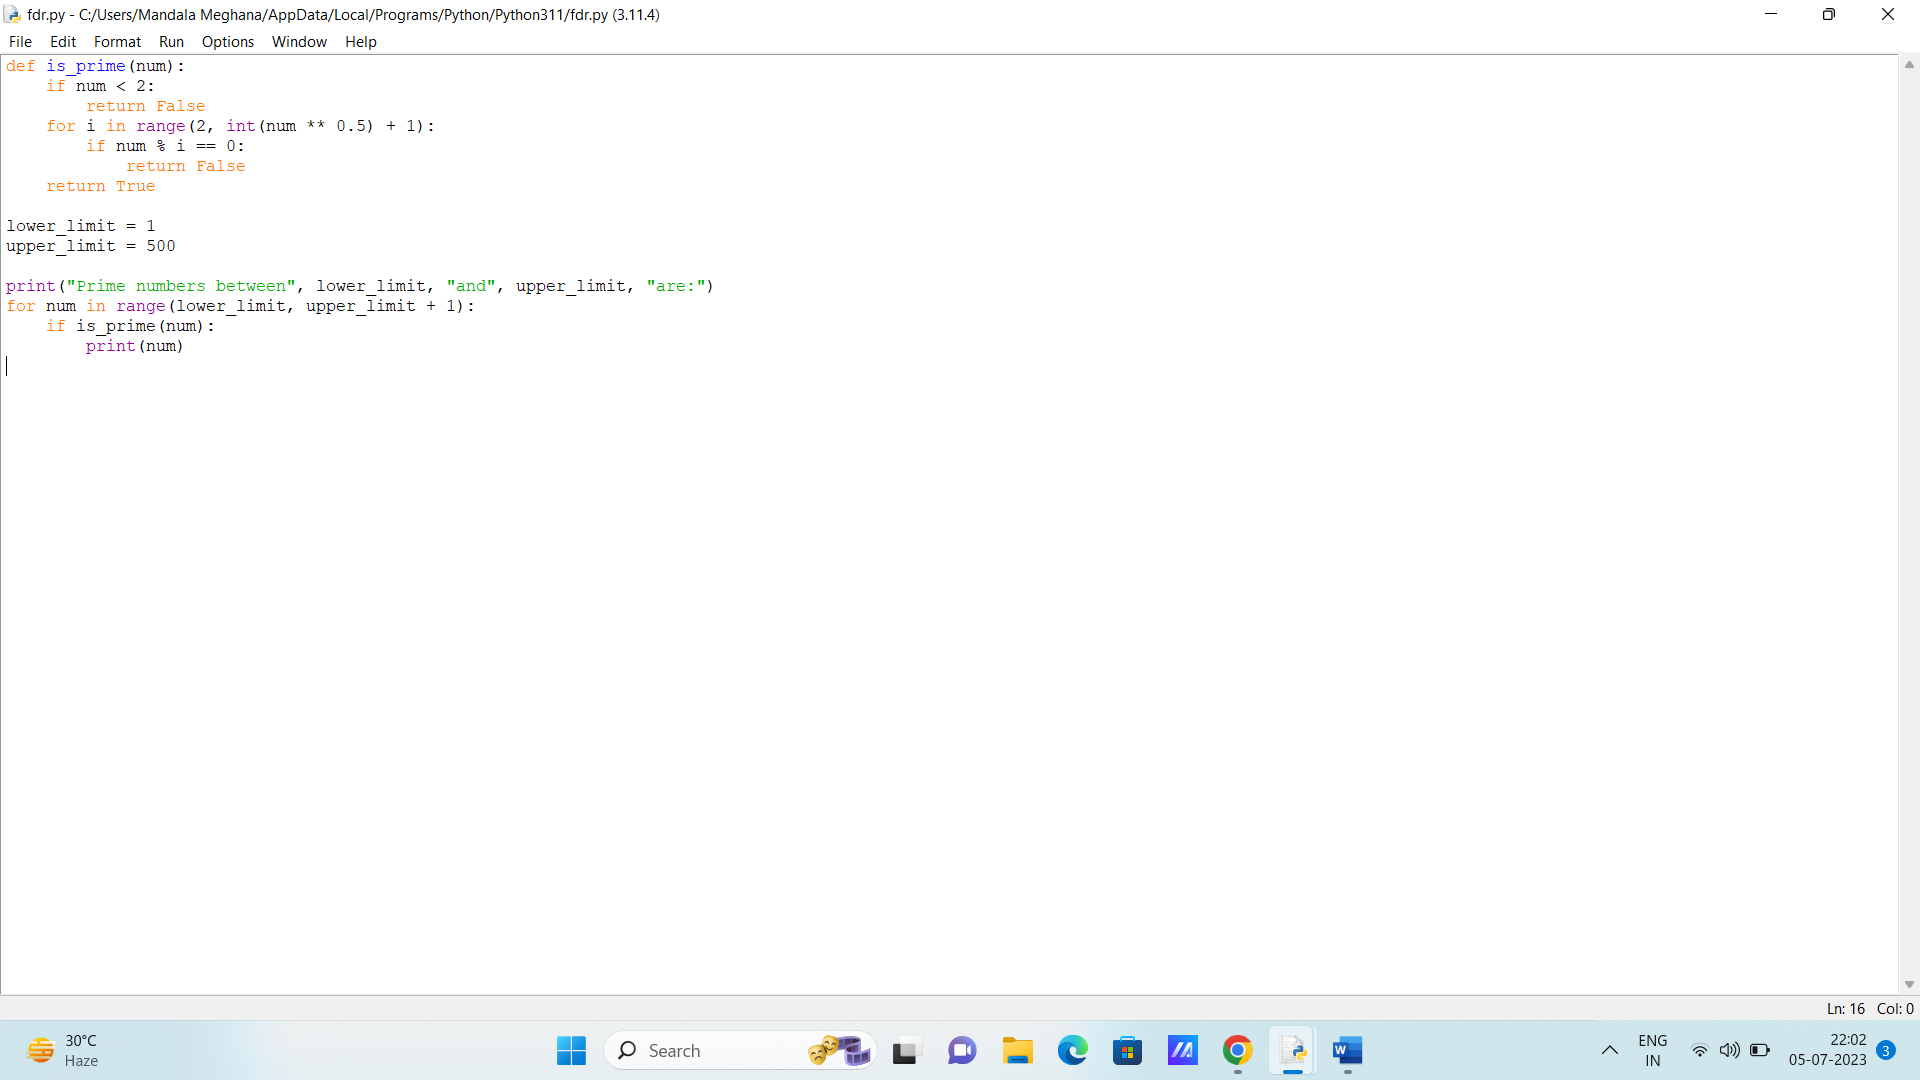 fdr.py - C:/Users/Mandala Meghana/AppData/Local/Programs/Python/Python311/fdr.py (3.11.4)
File Edit Format Run Options Window Help
def is_prime(num):
    if num < 2:
        return False
    for i in range(2, int(num ** 0.5) + 1):
        if num % i == 0:
            return False
    return True

lower_limit = 1
upper_limit = 500

print("Prime numbers between", lower_limit, "and", upper_limit, "are:")
for num in range(lower_limit, upper_limit + 1):
    if is_prime(num):
        print(num)
Ln: 16 Col: 0
30°C
Haze
Search
W
ENG
IN
22:02
05-07-2023
3